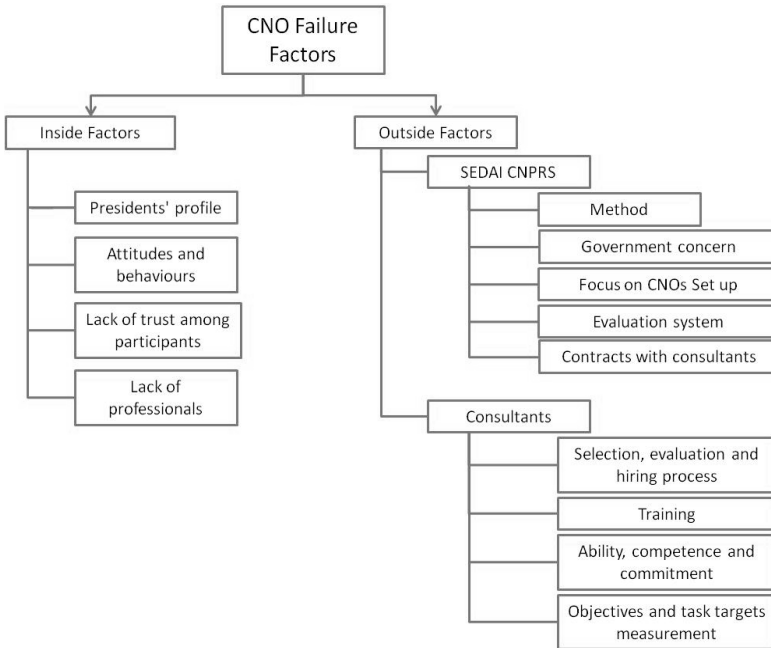 CNO Failure
Factors
Inside Factors
Presidents' profile
Attitudes and
behaviours
Lack of trust among
participants
Lack of
professionals
Outside Factors
SEDAI CNPRS
Method
Government concern
Focus on CNOs Set up
Evaluation system
Contracts with consultants
Consultants
Selection, evaluation and
hiring process
Training
Ability, competence and
commitment
Objectives and task targets
measurement